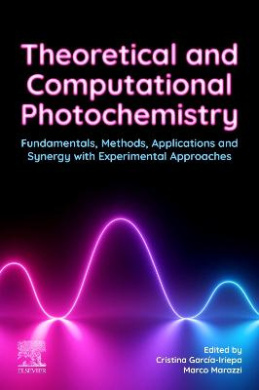 Theoretical and
Computational
Photochemistry
Fundamentals, Methods, Applications and
Synergy with Experimental Approaches
Edited by
Cristina García-Iriepa
Marco Marazzi
ELSEVIER